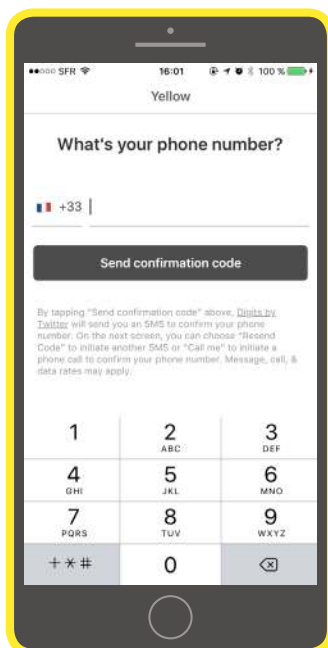 SFR 16:01 100 %
Yellow
What's your phone number?
+33
Send confirmation code
By tapping "Send confirmation code" above, Digits by
Twitter will send you an SMS to confirm your phone
number. On the next screen, you can choose "Resend
Code" to initiate another SMS or "Call me" to initiate a
phone call to confirm your phone number. Message, call, &
data rates may apply.
1 2 3
ABC DEF
4 5 6
GHI JKL MNO
7 8 9
PQRS TUV WXYZ
+ * # 0